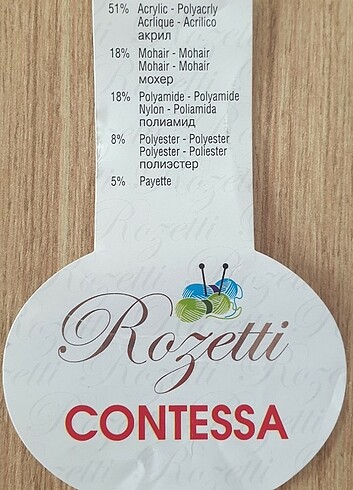 51% Acrylic - Polyacrly
Acrlique - Acrilico
акрил
18% Mohair - Mohair
Mohair - Mohair
мохер
18% Polyamide - Polyamide
Nylon - Poliamida
полиамид
8% Polyester - Polyester
Polyester - Poliester
полиэстер
5% Payette
Rozetti
CONTESSA